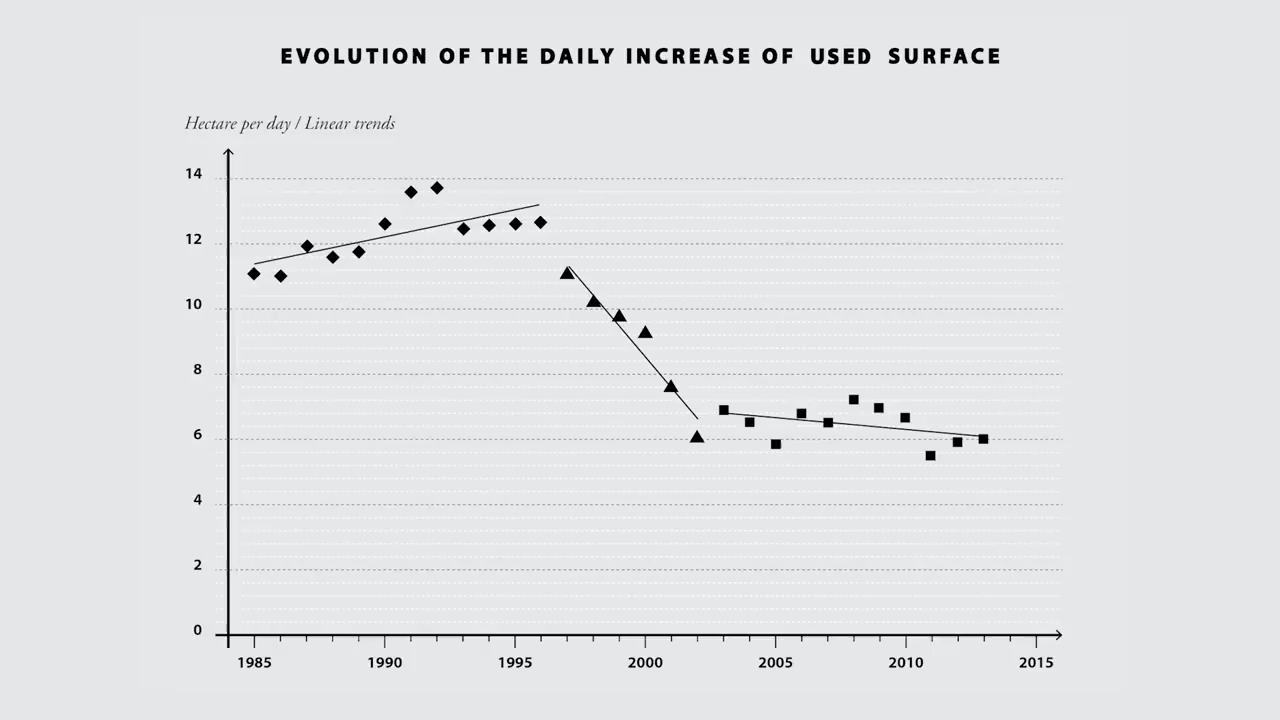 EVOLUTION OF THE DAILY INCREASE OF USED SURFACE
Hectare per day / Linear trends
14
12
10
8
6
4
2
0
1985 1990 1995 2000 2005 2010 2015